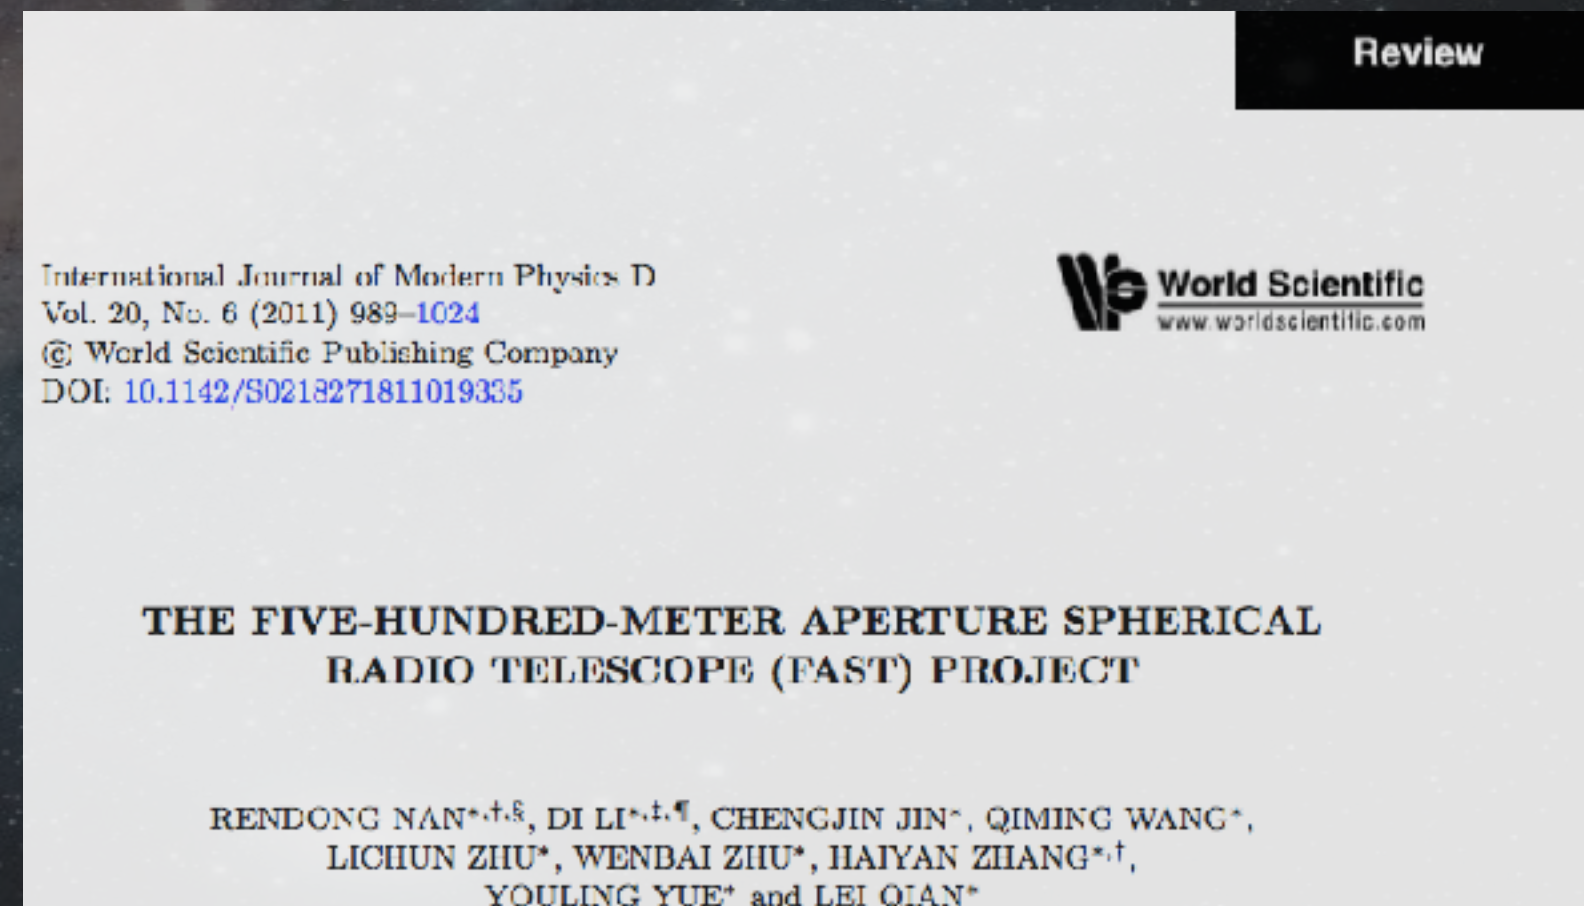 Review
International Journal of Modern Physics D
Vol. 20, No. 6 (2011) 989–1024
© World Scientific Publishing Company
DOI: 10.1142/S0218271811019335
World Scientific
www.worldscientific.com
THE FIVE-HUNDRED-METER APERTURE SPHERICAL
RADIO TELESCOPE (FAST) PROJECT
RENDONG NAN*,†,§, DI LI*,‡,¶, CHENGJIN JIN*, QIMING WANG*,
LICHUN ZHU*, WENBAI ZHU*, HAIYAN ZHANG*,†,
YOULING YUE* and LEI QIAN*